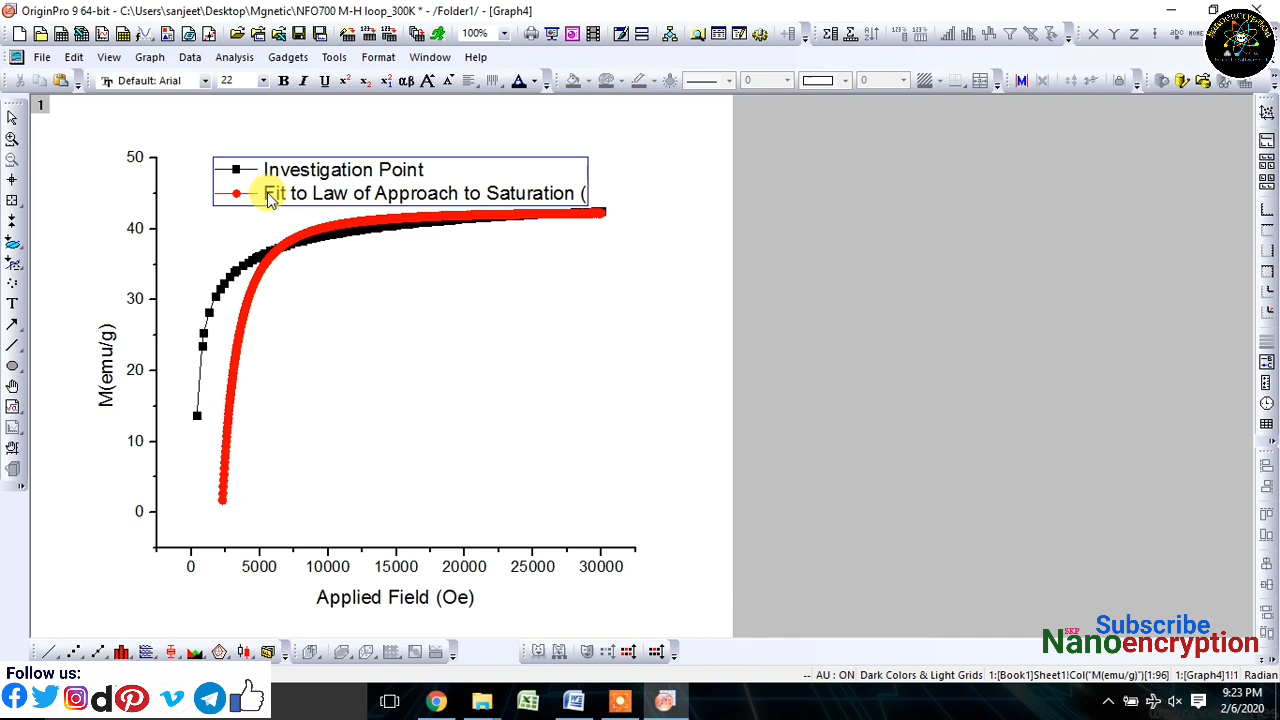 OriginPro 9 64-bit - C:\Users\sanjeet\Desktop\Mgnetic\NFO700 M-H loop_300K * - /Folder1/ - [Graph4]
100%
File Edit View Graph Data Analysis Gadgets Tools Format Window Help
Default: Arial 22 B I U αβ A A A 0 0
1
50
40
30
20
10
0
Investigation Point
Fit to Law of Approach to Saturation (
M(emu/g)
0 5000 10000 15000 20000 25000 30000
Applied Field (Oe)
Subscribe
SKP
Nanoencryption
Follow us:
-- AU : ON Dark Colors & Light Grids 1:[Book1]Sheet1!Col("M(emu/g)")[1:96] 1:[Graph4]1!1 Radian
9:23 PM
2/6/2020